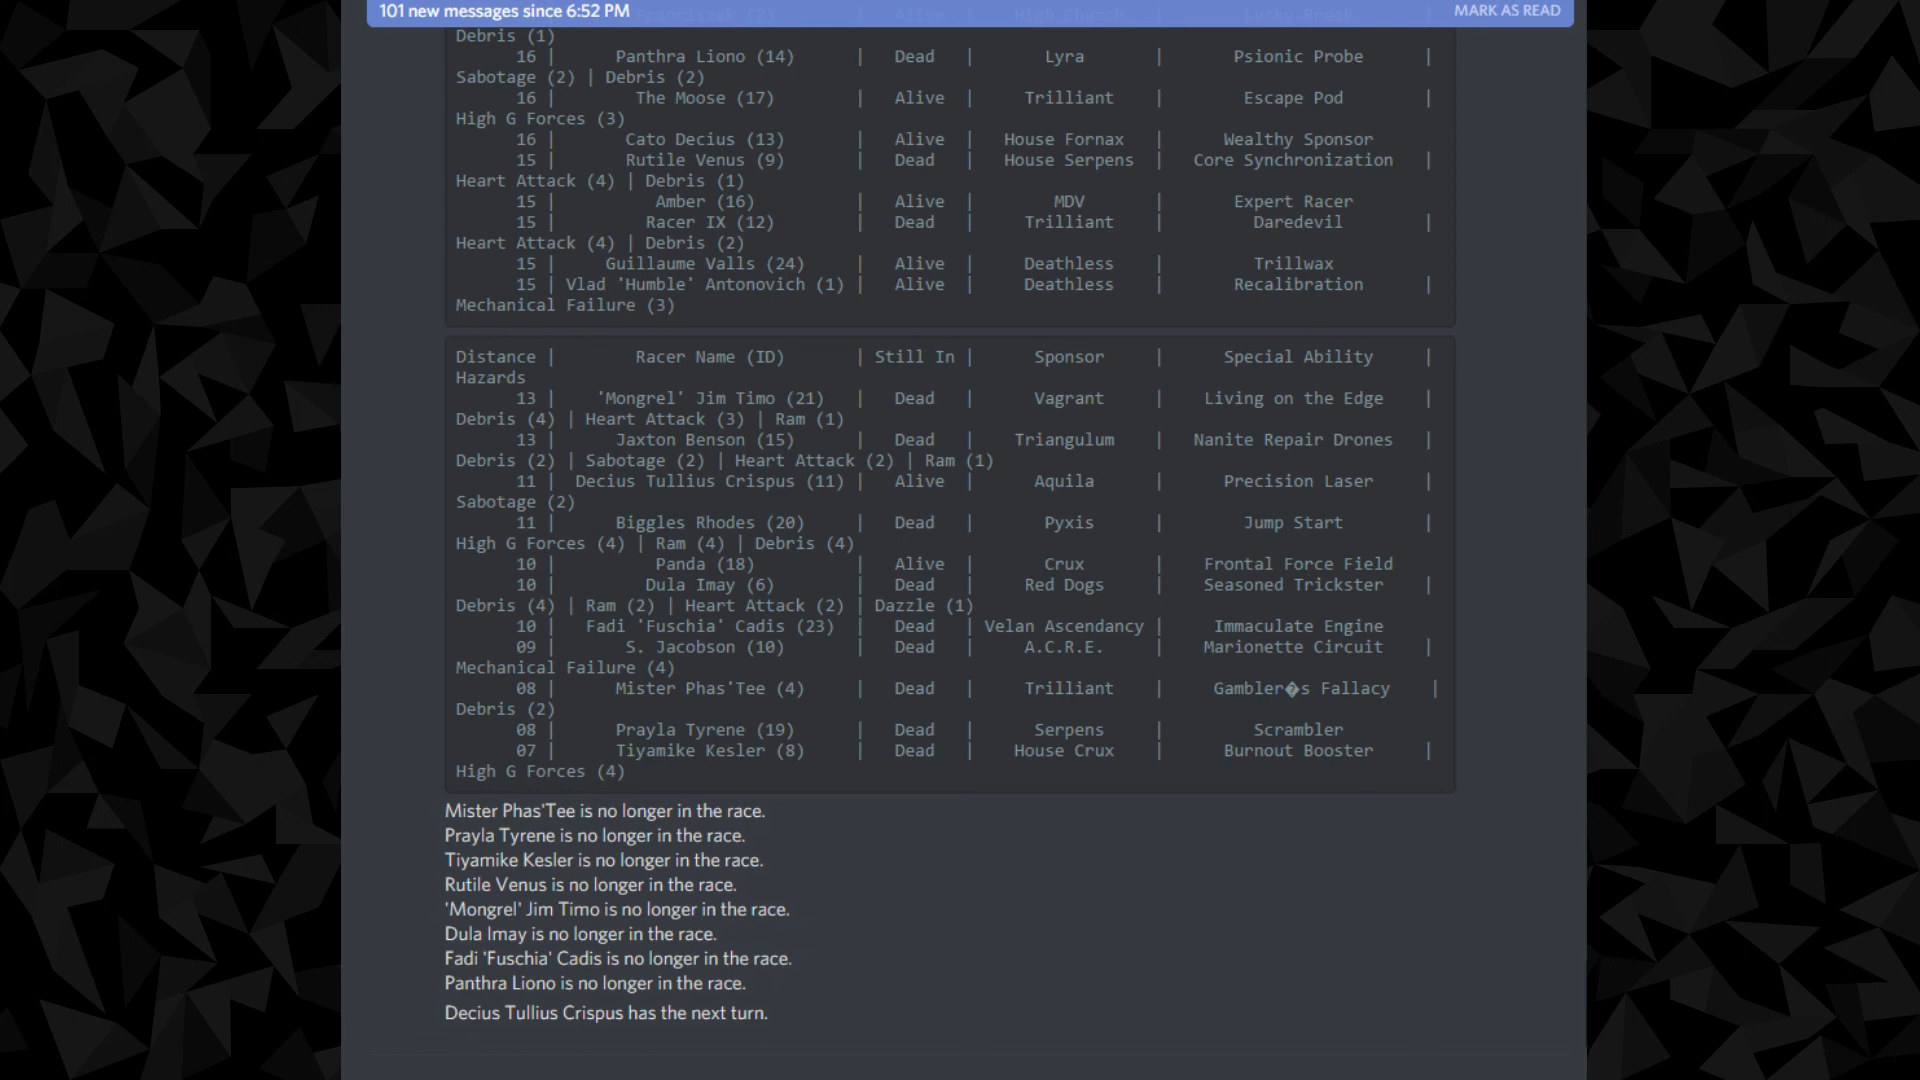 101 new messages since 6:52 PM MARK AS READ
Franciszek (2) | Alive | High Church | Lucky Break |
Debris (1)
16 | Panthra Liono (14) | Dead | Lyra | Psionic Probe |
Sabotage (2) | Debris (2)
16 | The Moose (17) | Alive | Trilliant | Escape Pod |
High G Forces (3)
16 | Cato Decius (13) | Alive | House Fornax | Wealthy Sponsor
15 | Rutile Venus (9) | Dead | House Serpens | Core Synchronization |
Heart Attack (4) | Debris (1)
15 | Amber (16) | Alive | MDV | Expert Racer
15 | Racer IX (12) | Dead | Trilliant | Daredevil |
Heart Attack (4) | Debris (2)
15 | Guillaume Valls (24) | Alive | Deathless | Trillwax
15 | Vlad 'Humble' Antonovich (1) | Alive | Deathless | Recalibration |
Mechanical Failure (3)
Distance | Racer Name (ID) | Still In | Sponsor | Special Ability |
Hazards
13 | 'Mongrel' Jim Timo (21) | Dead | Vagrant | Living on the Edge |
Debris (4) | Heart Attack (3) | Ram (1)
13 | Jaxton Benson (15) | Dead | Triangulum | Nanite Repair Drones |
Debris (2) | Sabotage (2) | Heart Attack (2) | Ram (1)
11 | Decius Tullius Crispus (11) | Alive | Aquila | Precision Laser |
Sabotage (2)
11 | Biggles Rhodes (20) | Dead | Pyxis | Jump Start |
High G Forces (4) | Ram (4) | Debris (4)
10 | Panda (18) | Alive | Crux | Frontal Force Field
10 | Dula Imay (6) | Dead | Red Dogs | Seasoned Trickster |
Debris (4) | Ram (2) | Heart Attack (2) | Dazzle (1)
10 | Fadi 'Fuschia' Cadis (23) | Dead | Velan Ascendancy | Immaculate Engine
09 | S. Jacobson (10) | Dead | A.C.R.E. | Marionette Circuit |
Mechanical Failure (4)
08 | Mister Phas'Tee (4) | Dead | Trilliant | Gambler�s Fallacy |
Debris (2)
08 | Prayla Tyrene (19) | Dead | Serpens | Scrambler
07 | Tiyamike Kesler (8) | Dead | House Crux | Burnout Booster |
High G Forces (4)
Mister Phas'Tee is no longer in the race.
Prayla Tyrene is no longer in the race.
Tiyamike Kesler is no longer in the race.
Rutile Venus is no longer in the race.
'Mongrel' Jim Timo is no longer in the race.
Dula Imay is no longer in the race.
Fadi 'Fuschia' Cadis is no longer in the race.
Panthra Liono is no longer in the race.
Decius Tullius Crispus has the next turn.